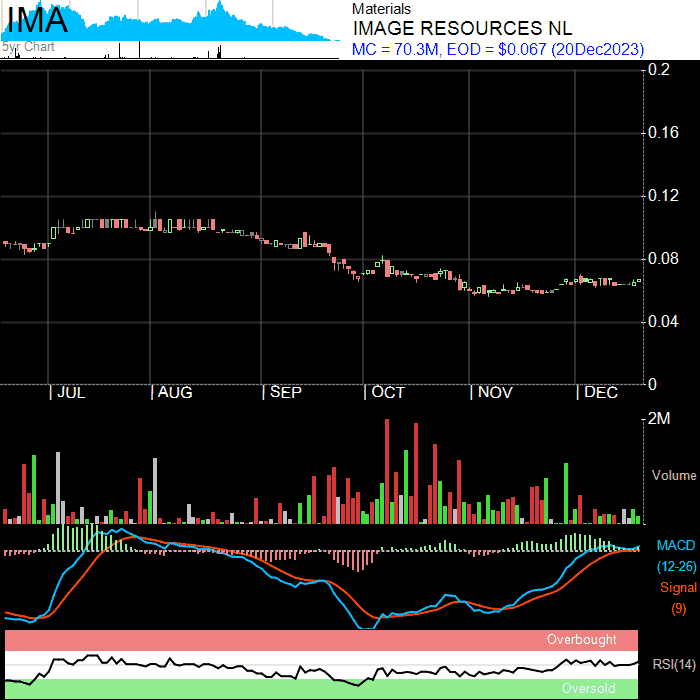 IMA
5yr Chart
Materials
IMAGE RESOURCES NL
MC = 70.3M, EOD = $0.067 (20Dec2023)
0.2
0.16
0.12
0.08
0.04
0
| JUL | AUG | SEP | OCT | NOV | DEC
2M
Volume
MACD
(12-26)
Signal
(9)
Overbought
RSI(14)
Oversold